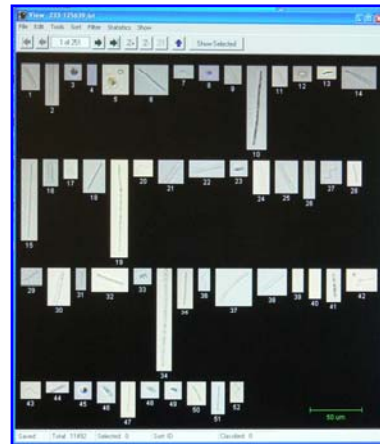 File Edit Tools Sort Filter Statistics Show
1 of 251 Show Selected
1 2 3 4 5 6 7 8 9 10 11 12 13 14
15 16 17 18 19 20 21 22 23 24 25 26 27 28
29 30 31 32 33 34 36 37 38 39 40 41 42
43 44 45 46 47 48 49 50 51 52
50 um
Saved: Total: 11492 Selected: 0 Sort ID Classified: 0